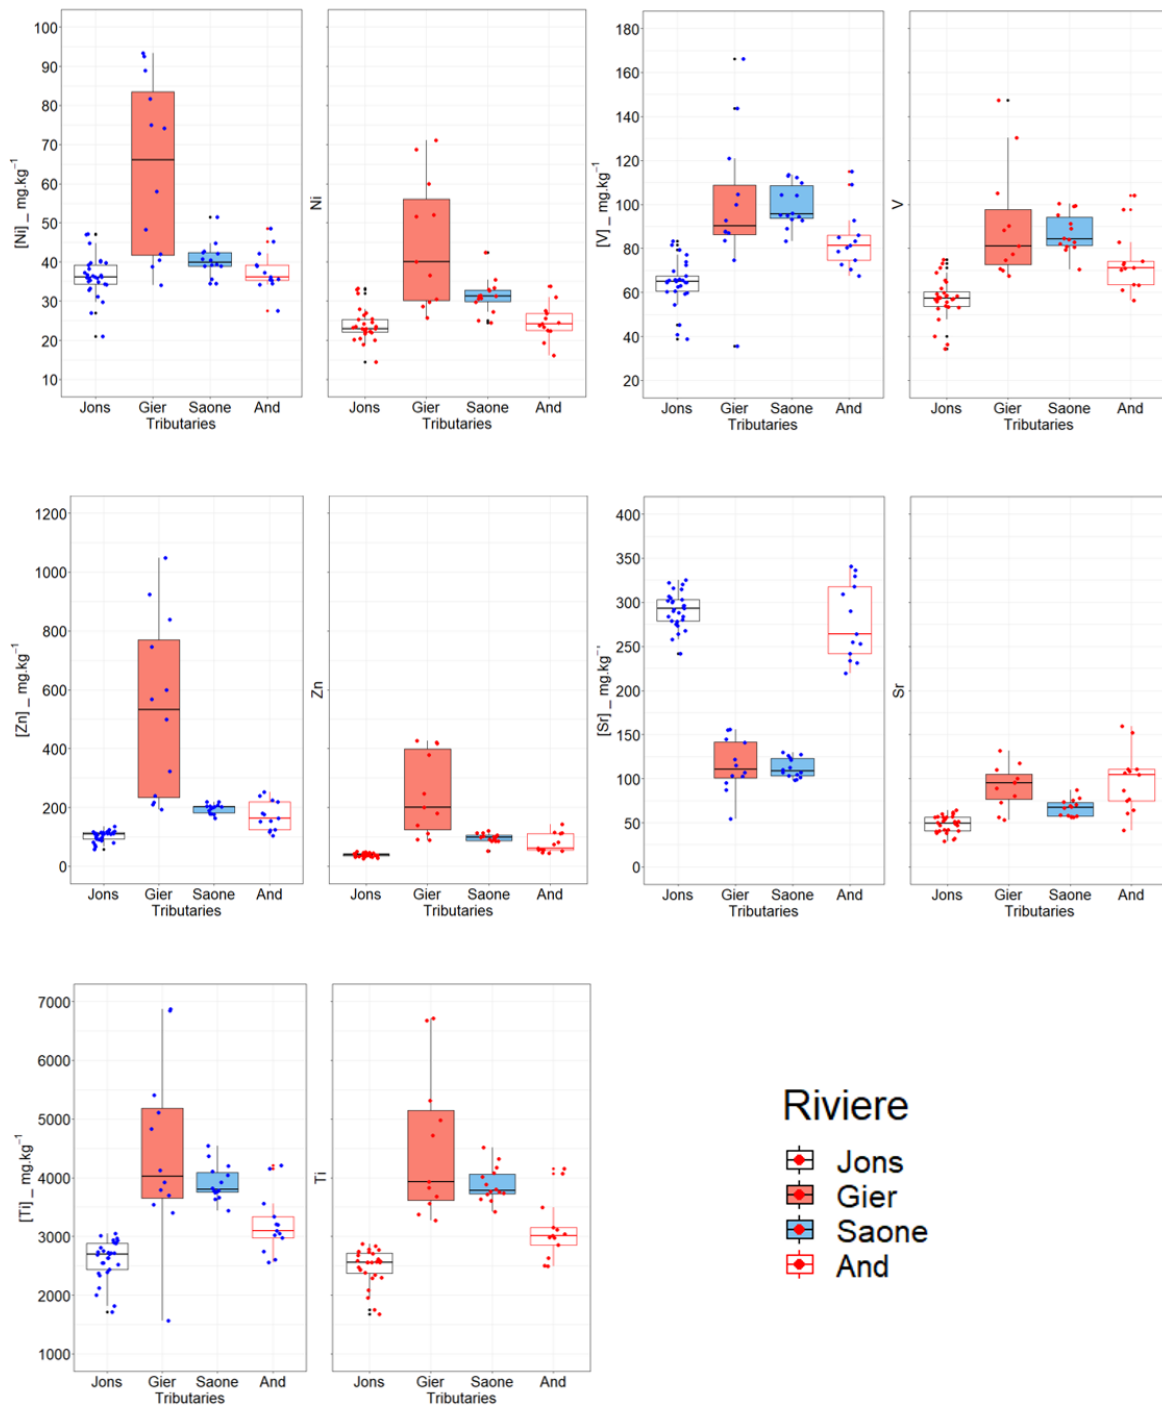 [Ni] _ mg.kg⁻¹
100
90
80
70
60
50
40
30
20
10
Jons Gier Saone And
Tributaries
Ni
Jons Gier Saone And
Tributaries
[V] _ mg.kg⁻¹
180
160
140
120
100
80
60
40
20
Jons Gier Saone And
Tributaries
V
Jons Gier Saone And
Tributaries
[Zn] _ mg.kg⁻¹
1200
1000
800
600
400
200
0
Jons Gier Saone And
Tributaries
Zn
Jons Gier Saone And
Tributaries
[Sr] _ mg.kg⁻¹
400
350
300
250
200
150
100
50
0
Jons Gier Saone And
Tributaries
Sr
Jons Gier Saone And
Tributaries
[Ti] _ mg.kg⁻¹
7000
6000
5000
4000
3000
2000
1000
Jons Gier Saone And
Tributaries
Ti
Jons Gier Saone And
Tributaries
Riviere
Jons
Gier
Saone
And